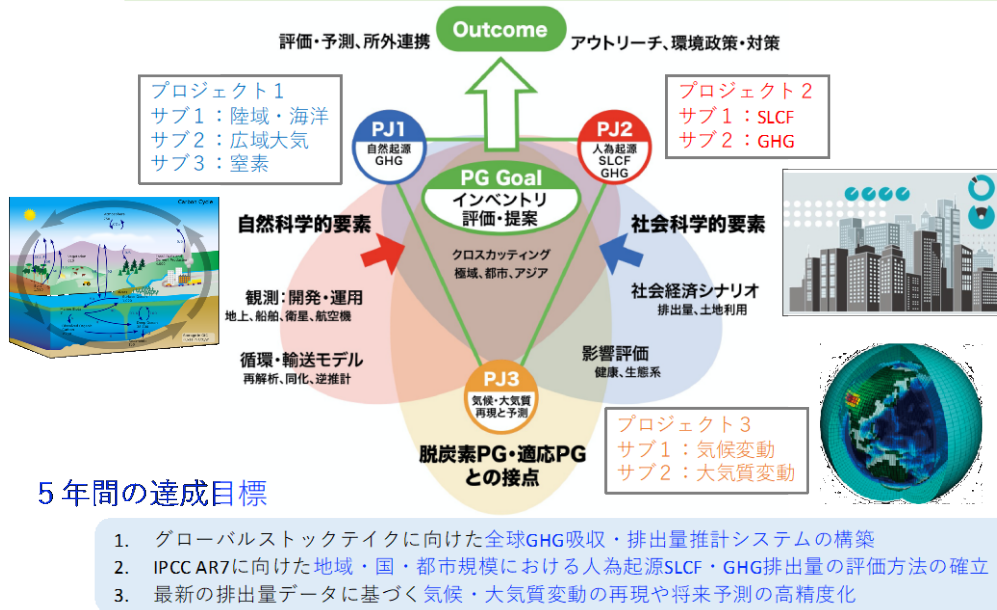 Outcome
評価・予測、所外連携
アウトリーチ、環境政策・対策
プロジェクト1
サブ1：陸域・海洋
サブ2：広域大気
サブ3：窒素
プロジェクト2
サブ1：SLCF
サブ2：GHG
PJ1
自然起源
GHG
PJ2
人為起源
SLCF
GHG
PG Goal
インベントリ
評価・提案
自然科学的要素
社会科学的要素
クロスカッティング
極域、都市、アジア
観測：開発・運用
地上、船舶、衛星、航空機
社会経済シナリオ
排出量、土地利用
循環・輸送モデル
再解析、同化、逆推計
影響評価
健康、生態系
PJ3
気候・大気質
再現と予測
プロジェクト3
サブ1：気候変動
サブ2：大気質変動
脱炭素PG・適応PG
との接点
Carbon Cycle
5年間の達成目標
1. グローバルストックテイクに向けた全球GHG吸収・排出量推計システムの構築
2. IPCC AR7に向けた地域・国・都市規模における人為起源SLCF・GHG排出量の評価方法の確立
3. 最新の排出量データに基づく気候・大気質変動の再現や将来予測の高精度化